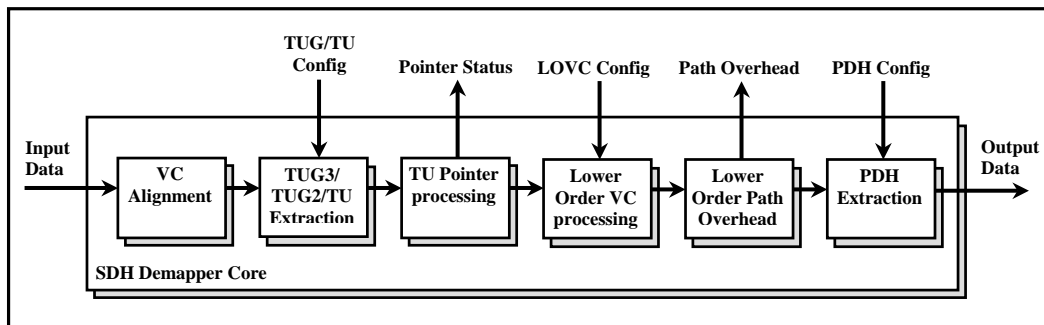 TUG/TU
Config
Pointer Status
LOVC Config
Path Overhead
PDH Config
Input
Data
Output
Data
VC
Alignment
TUG3/
TUG2/TU
Extraction
TU Pointer
processing
Lower
Order VC
processing
Lower
Order Path
Overhead
PDH
Extraction
SDH Demapper Core